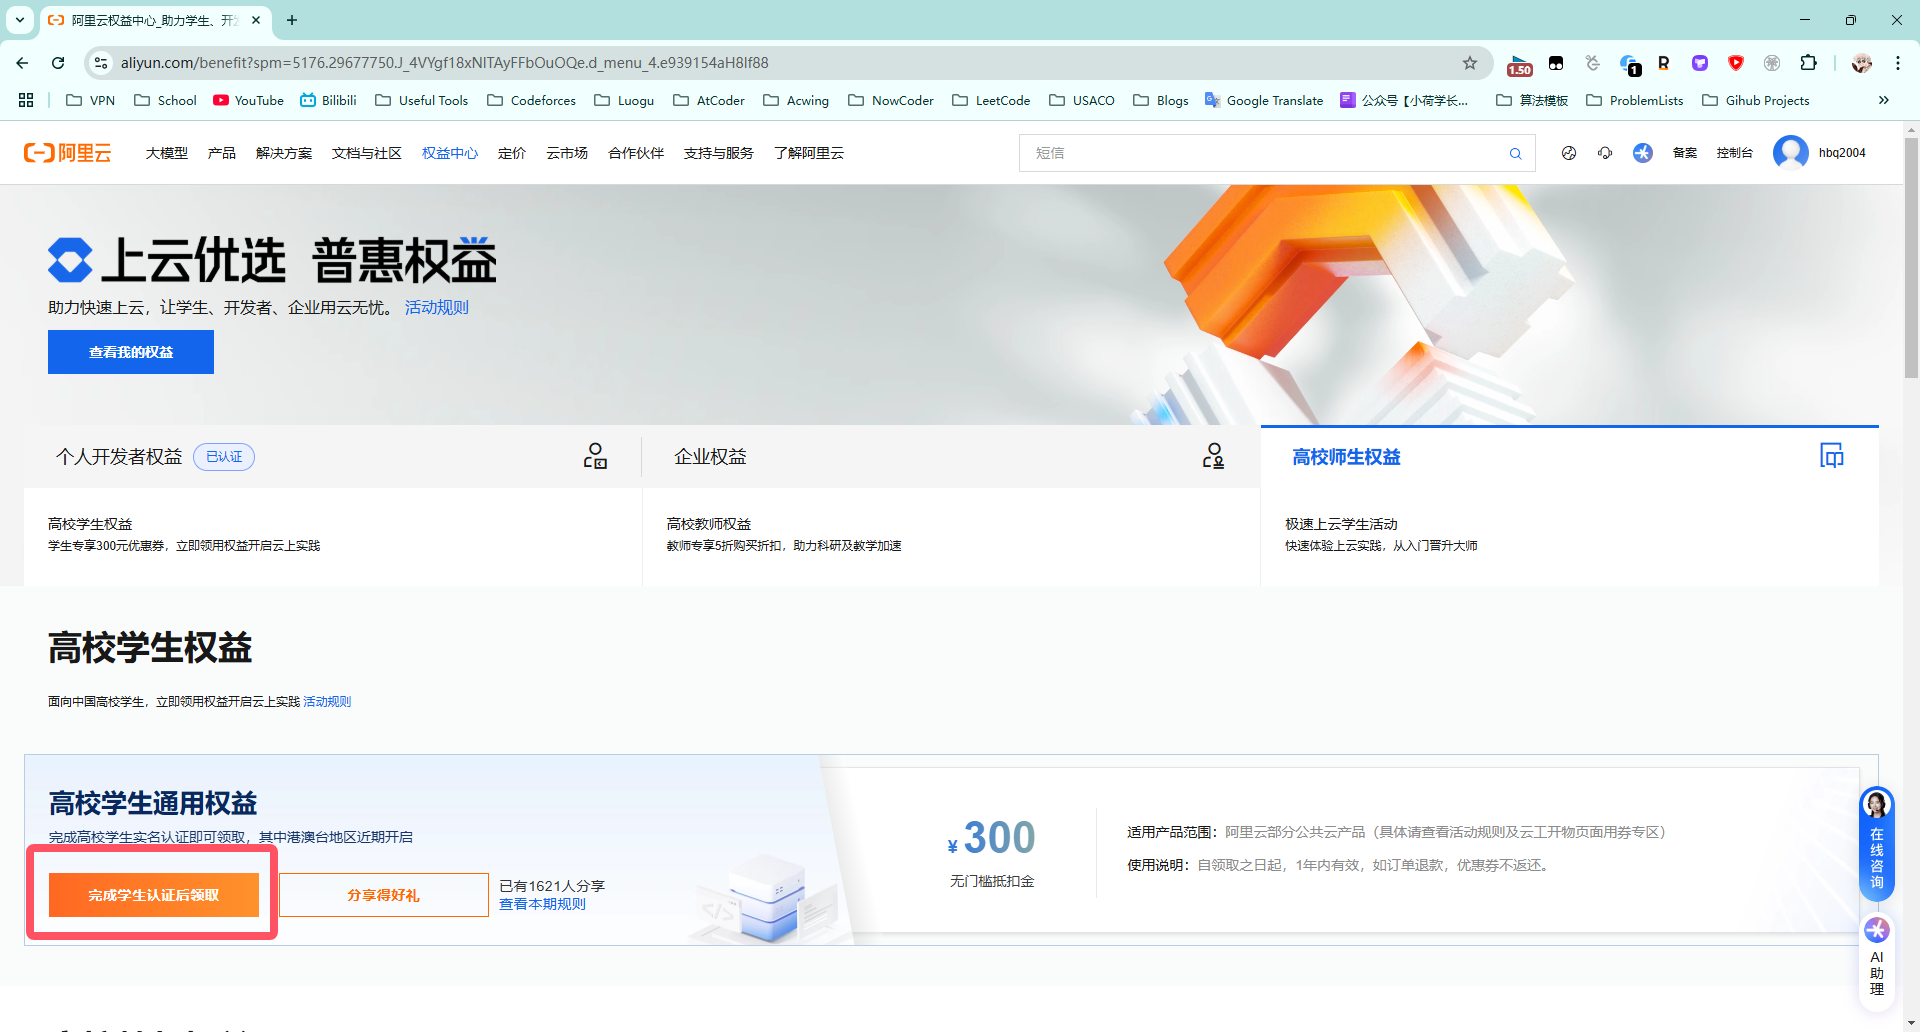 阿里云权益中心_助力学生、开发
aliyun.com/benefit?spm=5176.29677750.J_4VYgf18xNlTAyFFbOuOQe.d_menu_4.e939154aH8lf88
1.50
1
VPN
School
YouTube
Bilibili
Useful Tools
Codeforces
Luogu
AtCoder
Acwing
NowCoder
LeetCode
USACO
Blogs
Google Translate
公众号【小荷学长...
算法模板
ProblemLists
Gihub Projects
阿里云
大模型
产品
解决方案
文档与社区
权益中心
定价
云市场
合作伙伴
支持与服务
了解阿里云
短信
备案
控制台
hbq2004
上云优选 普惠权益
助力快速上云，让学生、开发者、企业用云无忧。 活动规则
查看我的权益
个人开发者权益
已认证
企业权益
高校师生权益
高校学生权益
学生专享300元优惠券，立即领用权益开启云上实践
高校教师权益
教师专享5折购买折扣，助力科研及教学加速
极速上云学生活动
快速体验上云实践，从入门晋升大师
高校学生权益
面向中国高校学生，立即领用权益开启云上实践 活动规则
高校学生通用权益
完成高校学生实名认证即可领取，其中港澳台地区近期开启
完成学生认证后领取
分享得好礼
已有1621人分享
查看本期规则
¥ 300
无门槛抵扣金
适用产品范围：阿里云部分公共云产品（具体请查看活动规则及云工开物页面用券专区）
使用说明：自领取之日起，1年内有效，如订单退款，优惠券不返还。
在线咨询
AI助理